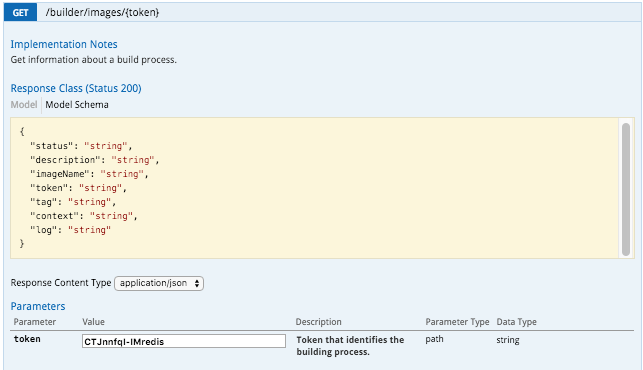 GET /builder/images/{token}
Implementation Notes
Get information about a build process.
Response Class (Status 200)
Model Model Schema
{
"status": "string",
"description": "string",
"imageName": "string",
"token": "string",
"tag": "string",
"context": "string",
"log": "string"
}
Response Content Type application/json
Parameters
Parameter Value Description Parameter Type Data Type
token CTJnnfqI-IMredis Token that identifies the building process. path string